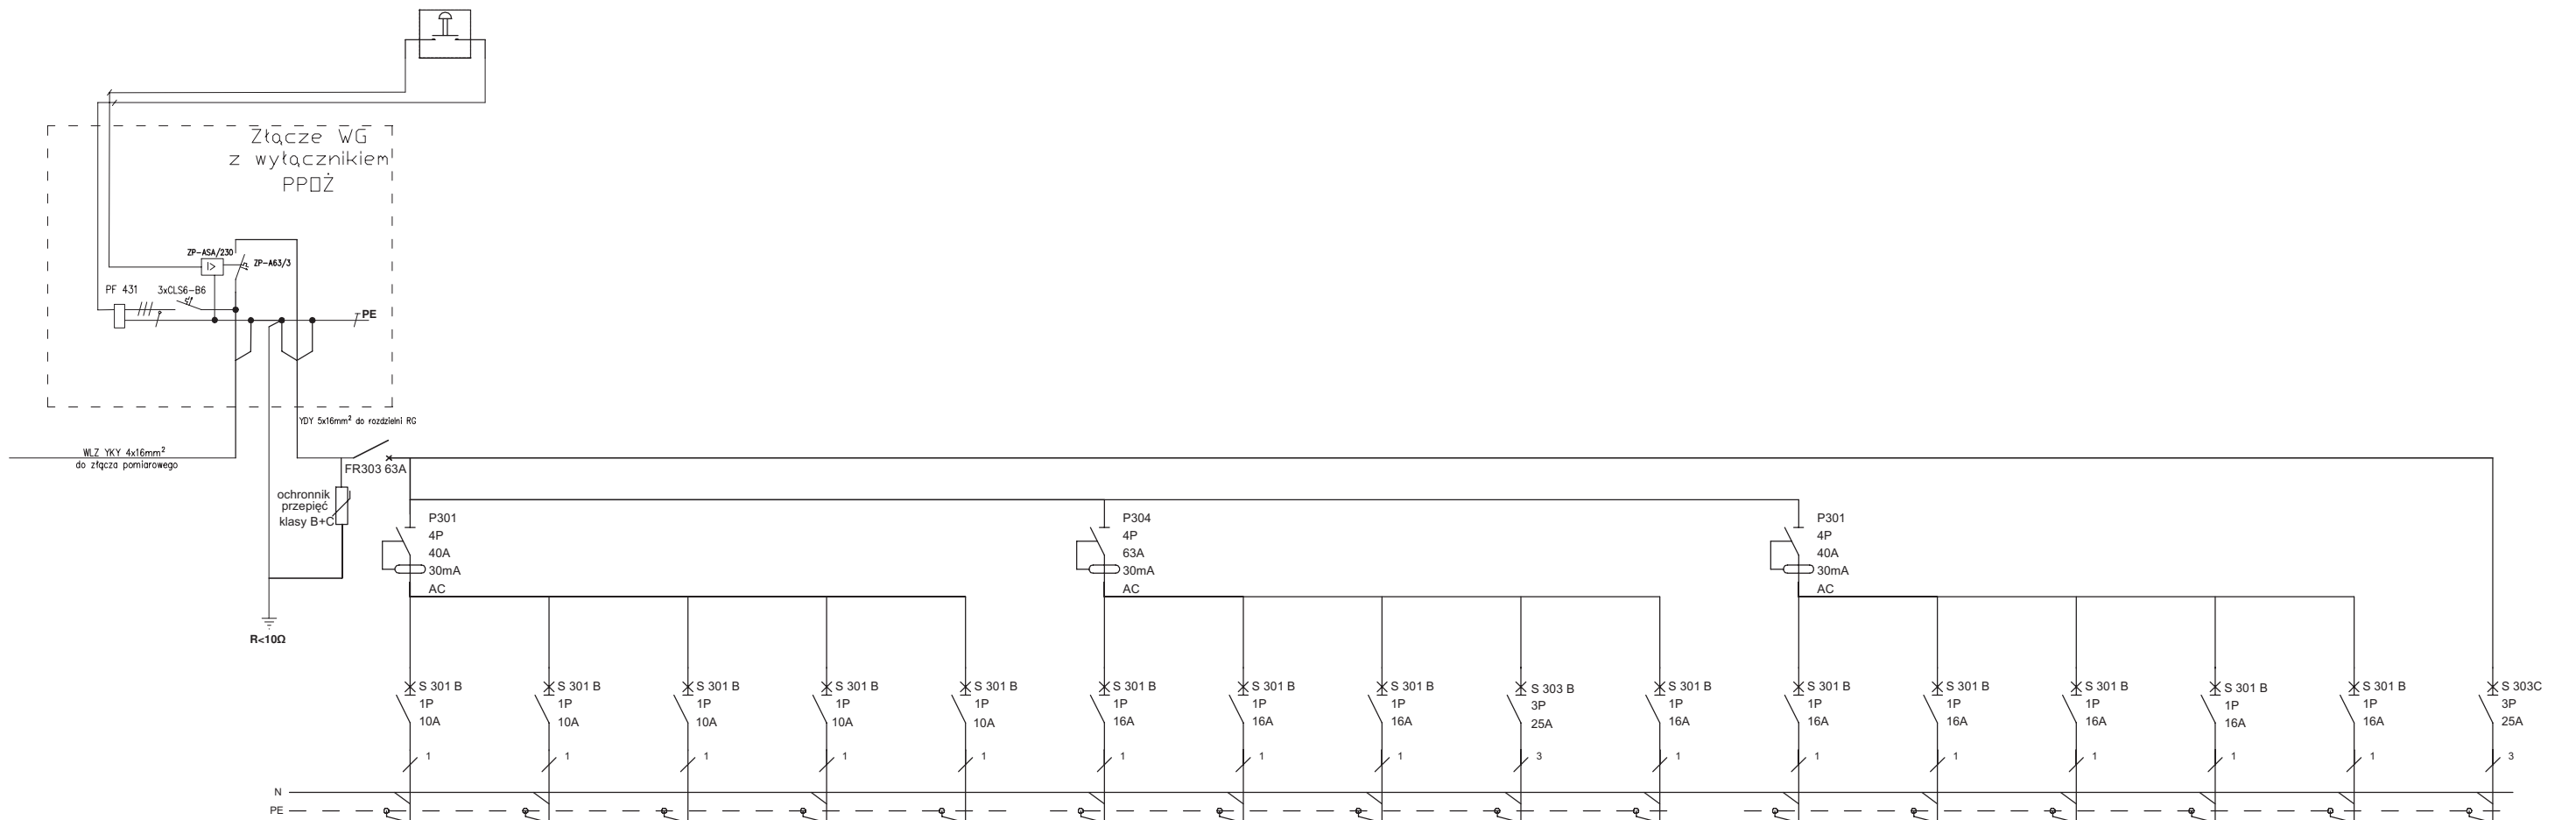 Złącze WG
z wyłącznikiem
PPOŻ
ZP-ASA/230
ZP-A63/3
PF 431
3xCLS6-B6
PE
YDY 5x16mm² do rozdzielni RG
WLZ YKY 4x16mm²
do złącza pomiarowego
FR303 63A
ochronnik
przepięć
klasy B+C
R<10Ω
P301
4P
40A
30mA
AC
P304
4P
63A
30mA
AC
P301
4P
40A
30mA
AC
S 301 B
1P
10A
1
S 301 B
1P
10A
1
S 301 B
1P
10A
1
S 301 B
1P
10A
1
S 301 B
1P
10A
1
S 301 B
1P
16A
1
S 301 B
1P
16A
1
S 301 B
1P
16A
1
S 303 B
3P
25A
3
S 301 B
1P
16A
1
S 301 B
1P
16A
1
S 301 B
1P
16A
1
S 301 B
1P
16A
1
S 301 B
1P
16A
1
S 301 B
1P
16A
1
S 303C
3P
25A
3
N
PE